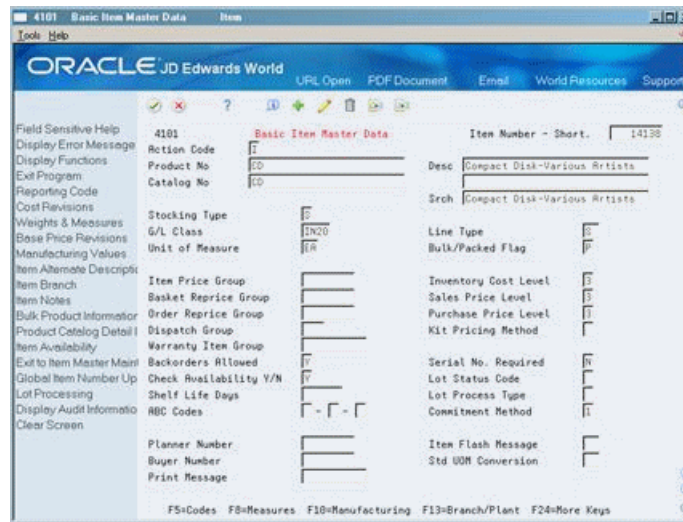 4101 Basic Item Master Data Item
Tools Help
ORACLE JD Edwards World
URL Open PDF Document Email World Resources Support
Field Sensitive Help
Display Error Message
Display Functions
Exit Program
Reporting Code
Cost Revisions
Weights & Measures
Base Price Revisions
Manufacturing Values
Item Alternate Descriptio
Item Branch
Item Notes
Bulk Product Information
Product Catalog Detail I
Item Availability
Exit to Item Master Maint
Global Item Number Up
Lot Processing
Display Audit Informatio
Clear Screen
4101 Basic Item Master Data Item Number - Short. 14138
Action Code I
Product No CD Desc Compact Disk-Various Artists
Catalog No CD
Srch Compact Disk-Various Artists
Stocking Type S
G/L Class IN20 Line Type S
Unit of Measure EA Bulk/Packed Flag P
Item Price Group Inventory Cost Level 3
Basket Reprice Group Sales Price Level 3
Order Reprice Group Purchase Price Level 3
Dispatch Group Kit Pricing Method
Warranty Item Group
Backorders Allowed Y Serial No. Required N
Check Availability Y/N Y Lot Status Code
Shelf Life Days Lot Process Type
ABC Codes - - Commitment Method 1
Planner Number Item Flash Message
Buyer Number Std UOM Conversion
Print Message
F5=Codes F8=Measures F10=Manufacturing F13=Branch/Plant F24=More Keys